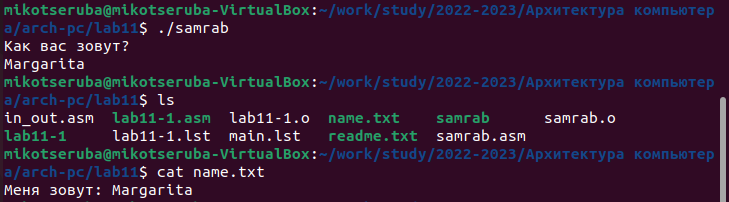 mikotseruba@mikotseruba-VirtualBox:~/work/study/2022-2023/Архитектура компьютер
а/arch-pc/lab11$ ./samrab
Как вас зовут?
Margarita
mikotseruba@mikotseruba-VirtualBox:~/work/study/2022-2023/Архитектура компьютер
а/arch-pc/lab11$ ls
in_out.asm lab11-1.asm lab11-1.o name.txt samrab samrab.o
lab11-1 lab11-1.lst main.lst readme.txt samrab.asm
mikotseruba@mikotseruba-VirtualBox:~/work/study/2022-2023/Архитектура компьютер
а/arch-pc/lab11$ cat name.txt
Меня зовут: Margarita